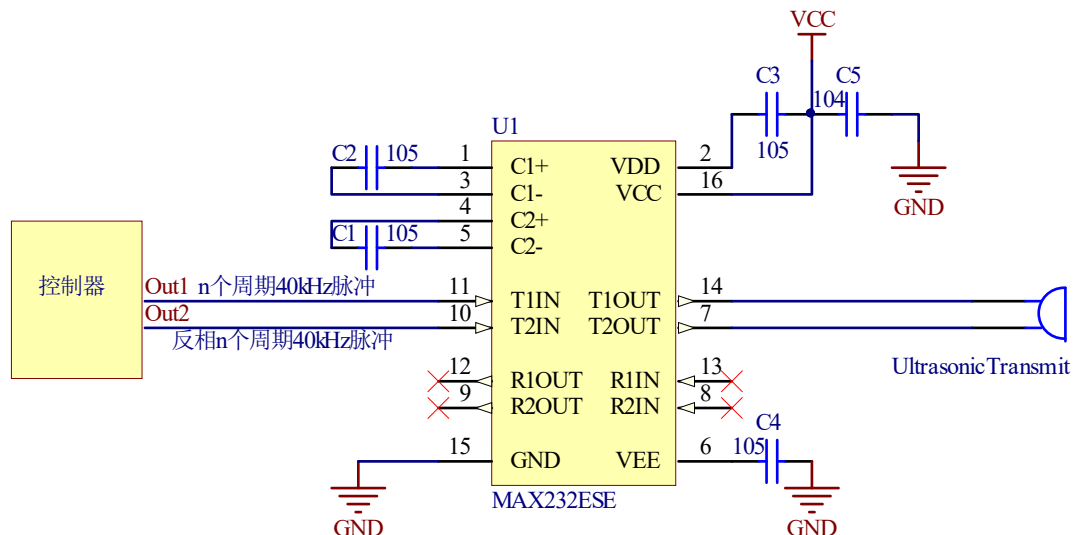 VCC
C3
C5
104
105
GND
U1
C2
105
1
3
4
5
C1
105
C1+
C1-
C2+
C2-
VDD
VCC
2
16
控制器
Out1
n个周期40kHz脉冲
Out2
反相n个周期40kHz脉冲
11
10
T1IN
T2IN
T1OUT
T2OUT
14
7
Ultrasonic Transmit
12
9
R1OUT
R2OUT
R1IN
R2IN
13
8
15
GND
VEE
6
C4
105
GND
GND
MAX232ESE